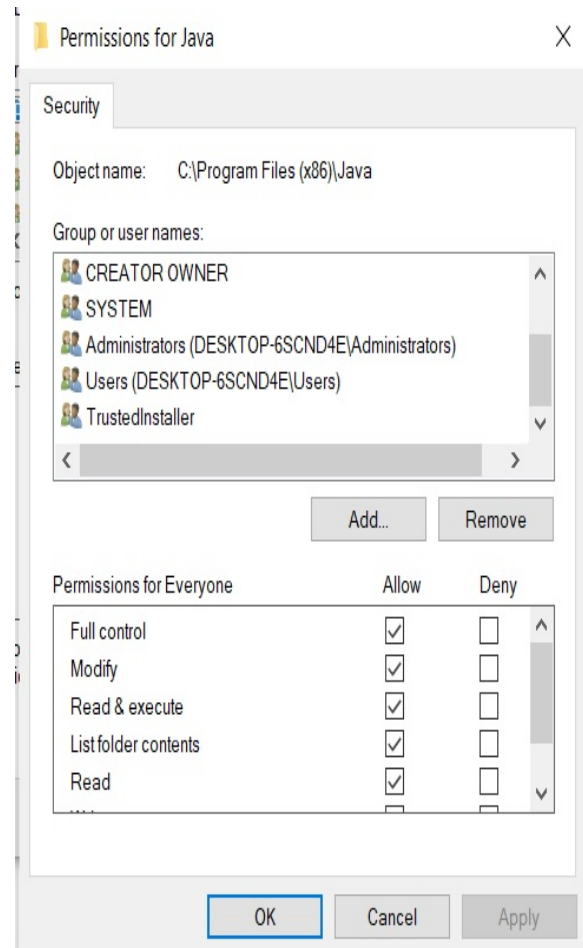 Permissions for Java
Security
Object name: C:\Program Files (x86)\Java
Group or user names:
CREATOR OWNER
SYSTEM
Administrators (DESKTOP-6SCND4E\Administrators)
Users (DESKTOP-6SCND4E\Users)
TrustedInstaller
Add... Remove
Permissions for Everyone Allow Deny
Full control
Modify
Read & execute
List folder contents
Read
OK Cancel Apply